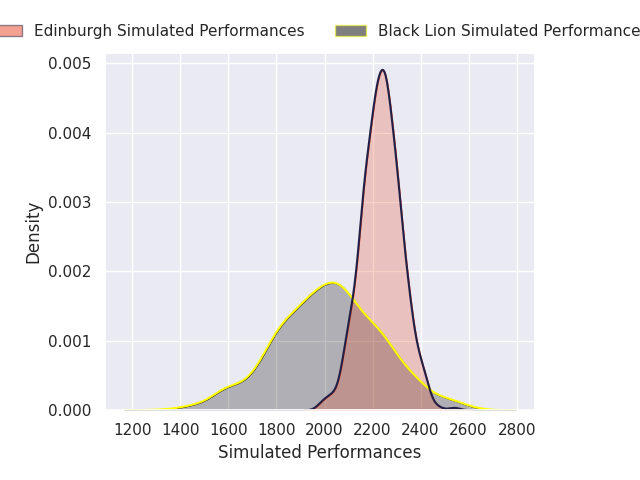 Edinburgh Simulated Performances
Black Lion Simulated Performance
0.005
0.004
0.003
0.002
0.001
0.000
Density
1200 1400 1600 1800 2000 2200 2400 2600 2800
Simulated Performances